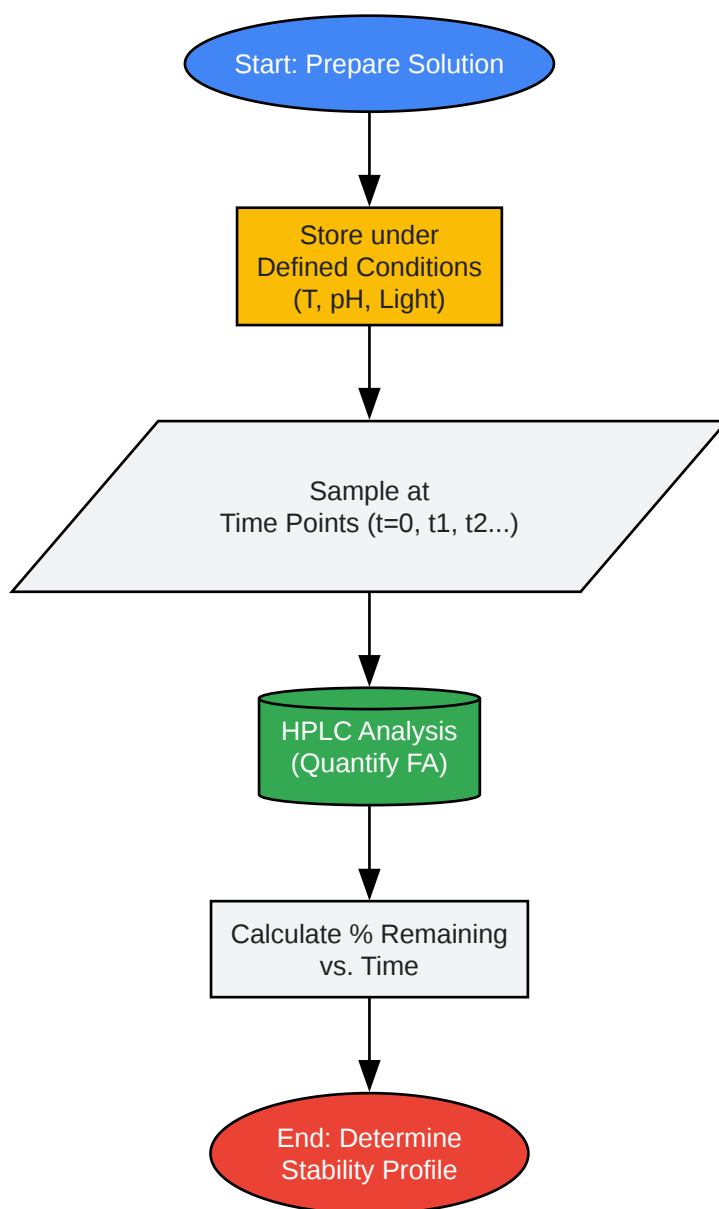 Start: Prepare Solution
Store under
Defined Conditions
(T, pH, Light)
Sample at
Time Points (t=0, t1, t2...)
HPLC Analysis
(Quantify FA)
Calculate % Remaining
vs. Time
End: Determine
Stability Profile